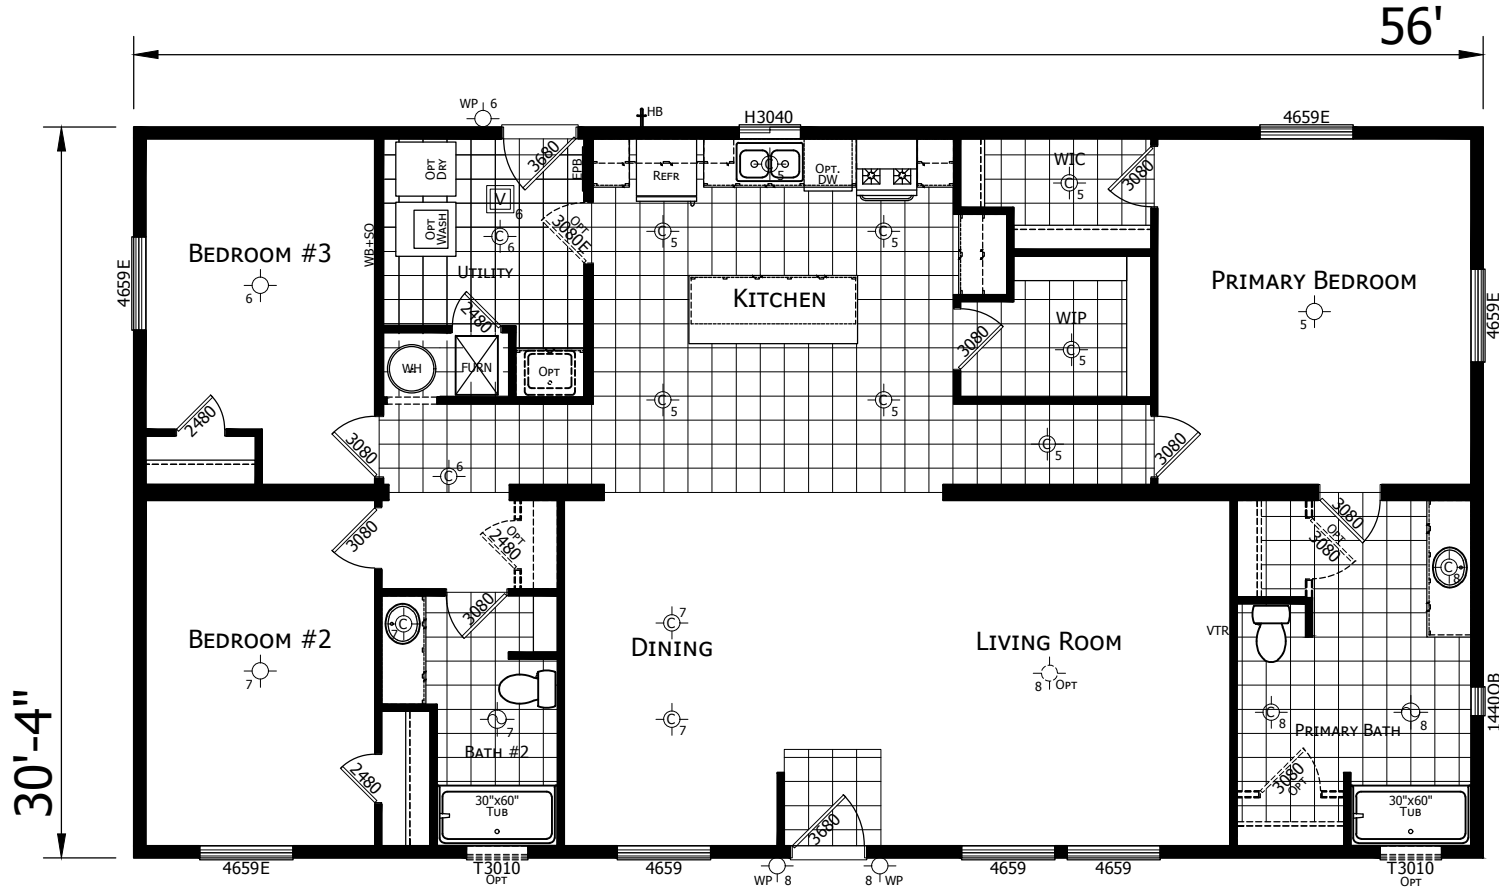 56'
30'-4"
WP 6
HB
H3040
4659E
3680
EPB
OPT
DRY
REFR
5
OPT.
DW
WIC
3080
5
V
6
OPT
WASH
C
6
OPT
3080E
C
5
C
5
WB+SO
BEDROOM #3
6
4659E
UTILITY
2480
KITCHEN
PRIMARY BEDROOM
5
4659E
WIP
3080
C
5
WH
FURN
OPT
2480
C
5
C
5
3080
C
6
C
5
3080
3080
OPT
2480
3080
OPT
3080
C
8
3080
C
7
BEDROOM #2
7
C
7
DINING
C
7
LIVING ROOM
8 OPT
VTR
14400B
7
BATH #2
C
8
8
PRIMARY BATH
2480
3080
OPT
30"x60"
TUB
3680
30"x60"
TUB
4659E
T3010
OPT
4659
WP 8
8 WP
4659
4659
T3010
OPT